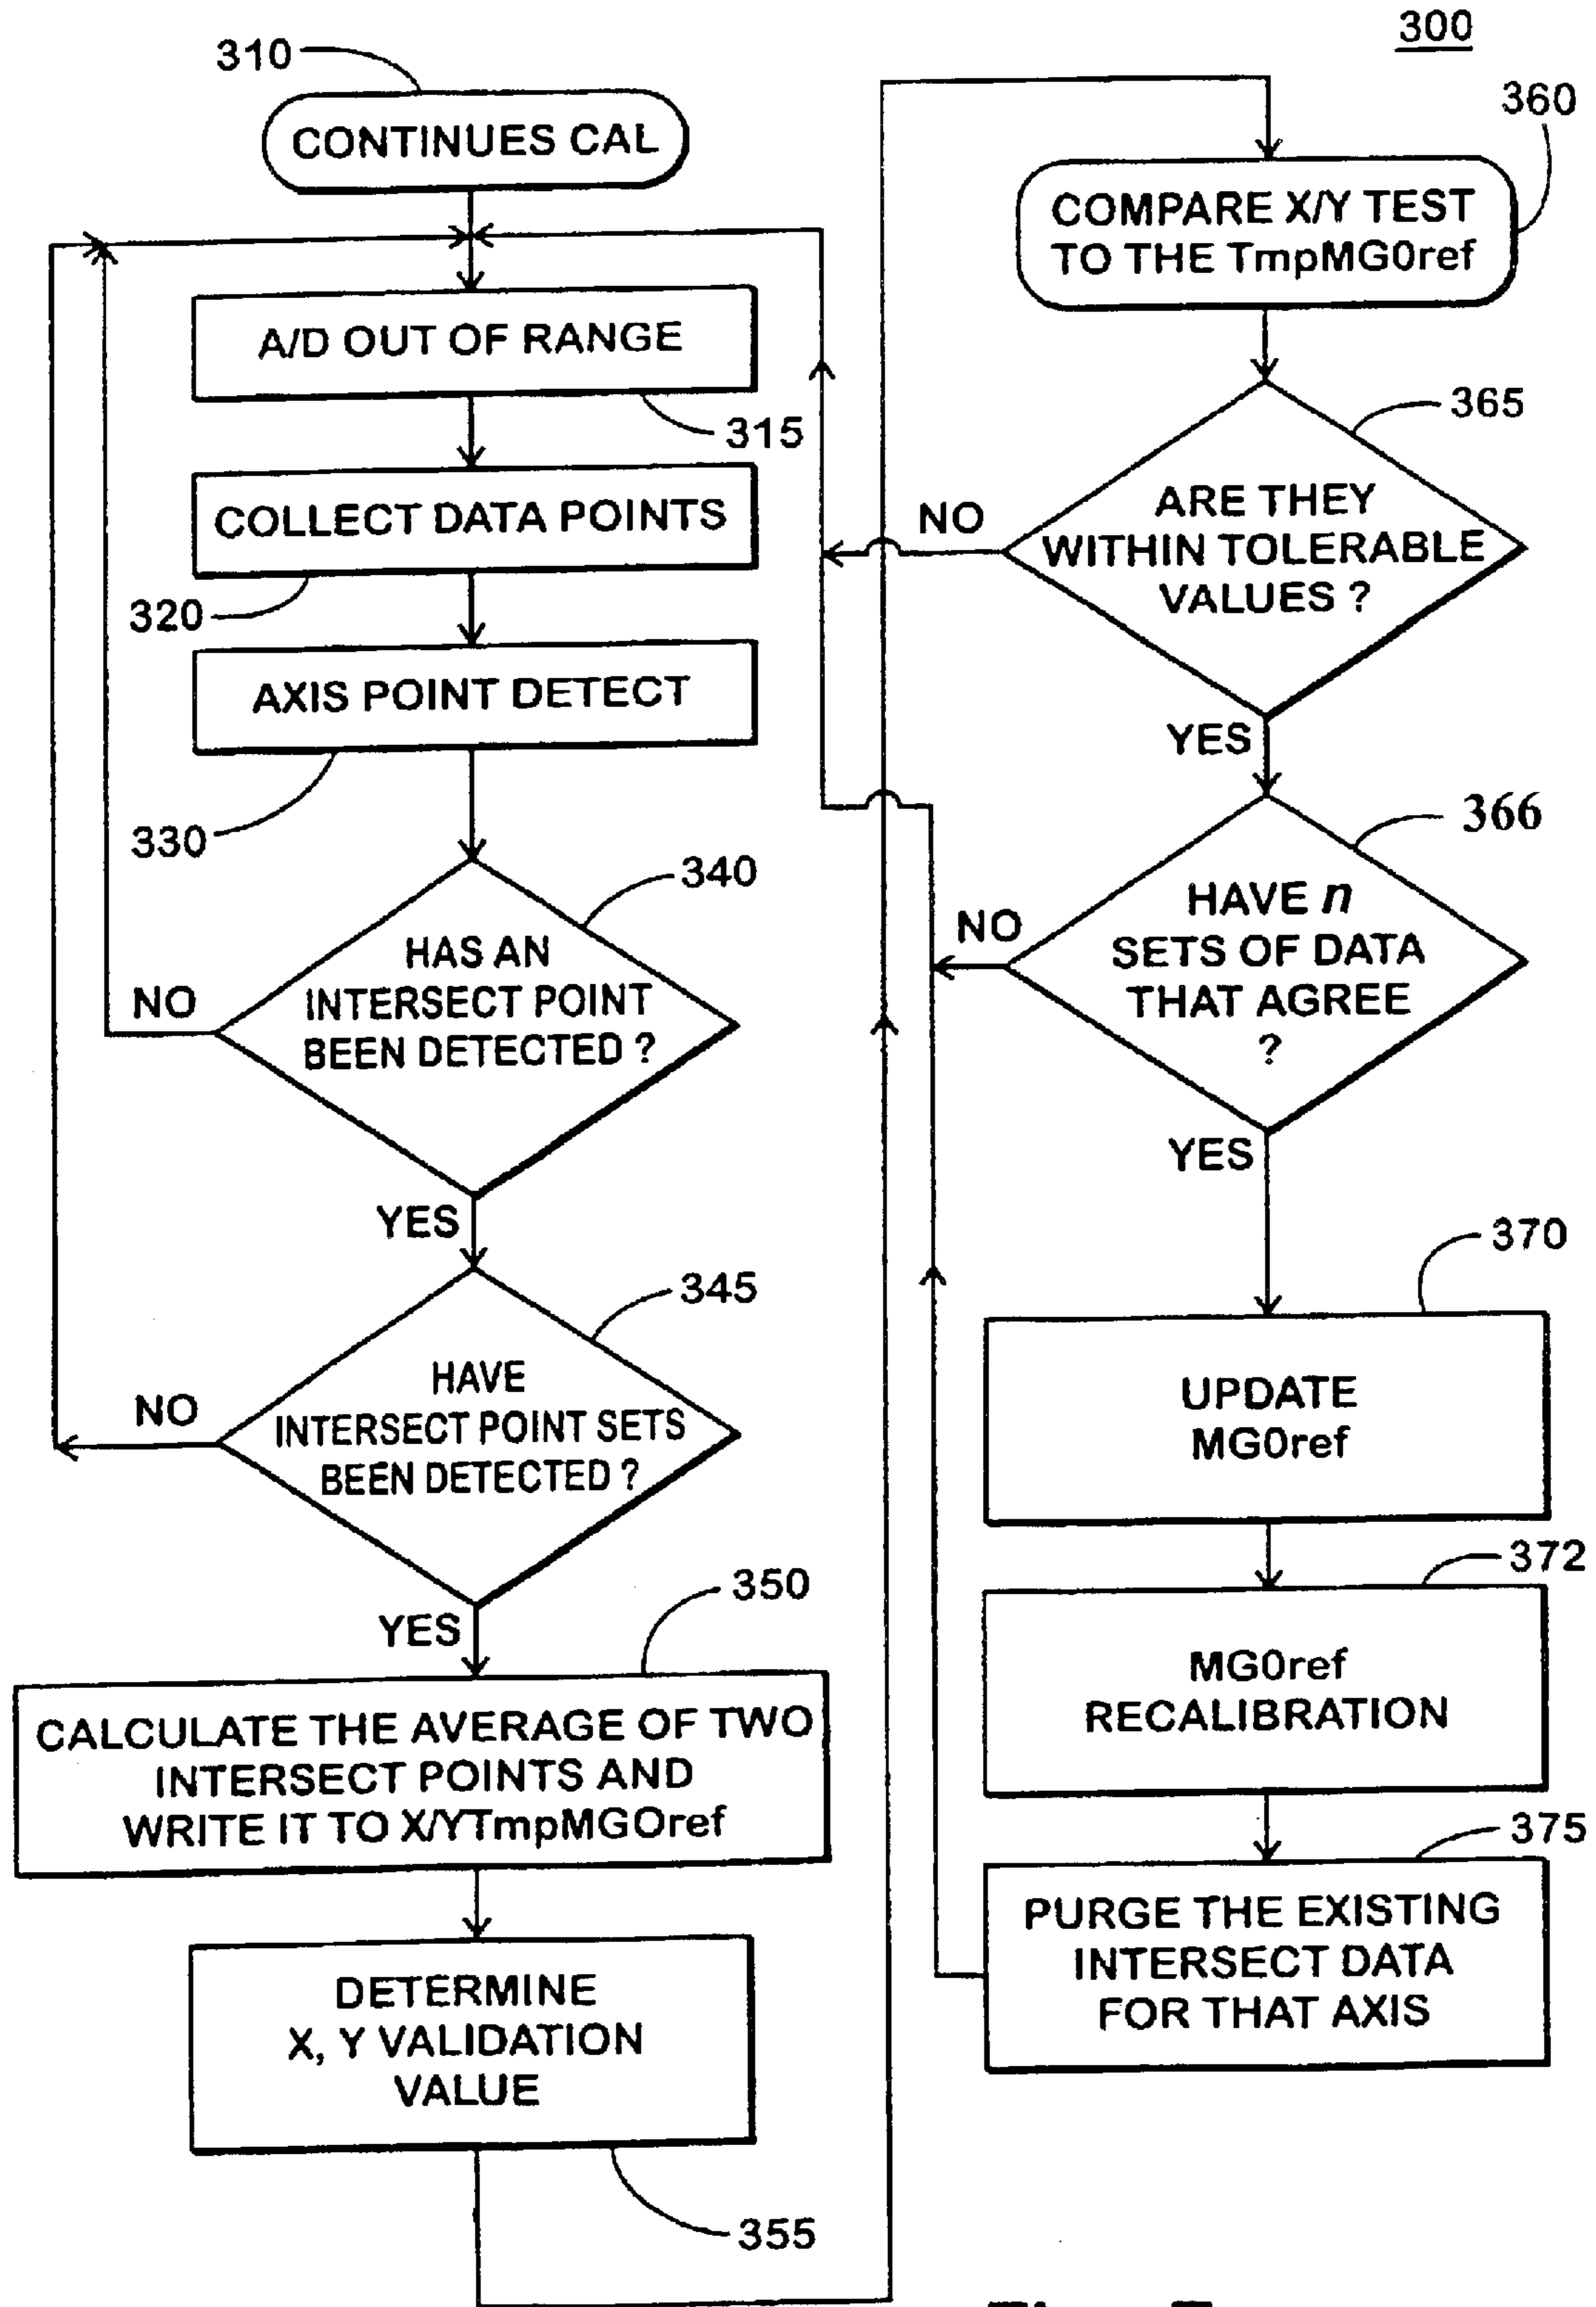 300
310
CONTINUES CAL
A/D OUT OF RANGE
315
COLLECT DATA POINTS
320
AXIS POINT DETECT
330
340
HAS AN
INTERSECT POINT
BEEN DETECTED ?
NO
YES
345
HAVE
INTERSECT POINT SETS
BEEN DETECTED ?
NO
YES
350
CALCULATE THE AVERAGE OF TWO
INTERSECT POINTS AND
WRITE IT TO X/YTmpMGOref
DETERMINE
X, Y VALIDATION
VALUE
355
360
COMPARE X/Y TEST
TO THE TmpMG0ref
365
ARE THEY
WITHIN TOLERABLE
VALUES ?
NO
YES
366
HAVE n
SETS OF DATA
THAT AGREE
?
NO
YES
370
UPDATE
MG0ref
372
MG0ref
RECALIBRATION
375
PURGE THE EXISTING
INTERSECT DATA
FOR THAT AXIS